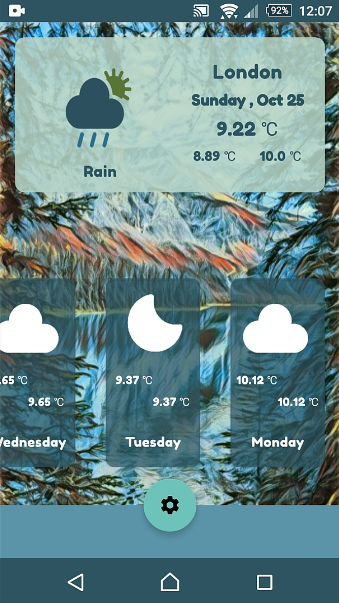 92%
12:07
London
Sunday , Oct 25
9.22 °C
8.89 °C
10.0 °C
Rain
.65 °C
9.65 °C
Wednesday
9.37 °C
9.37 °C
Tuesday
10.12 °C
10.12 °C
Monday